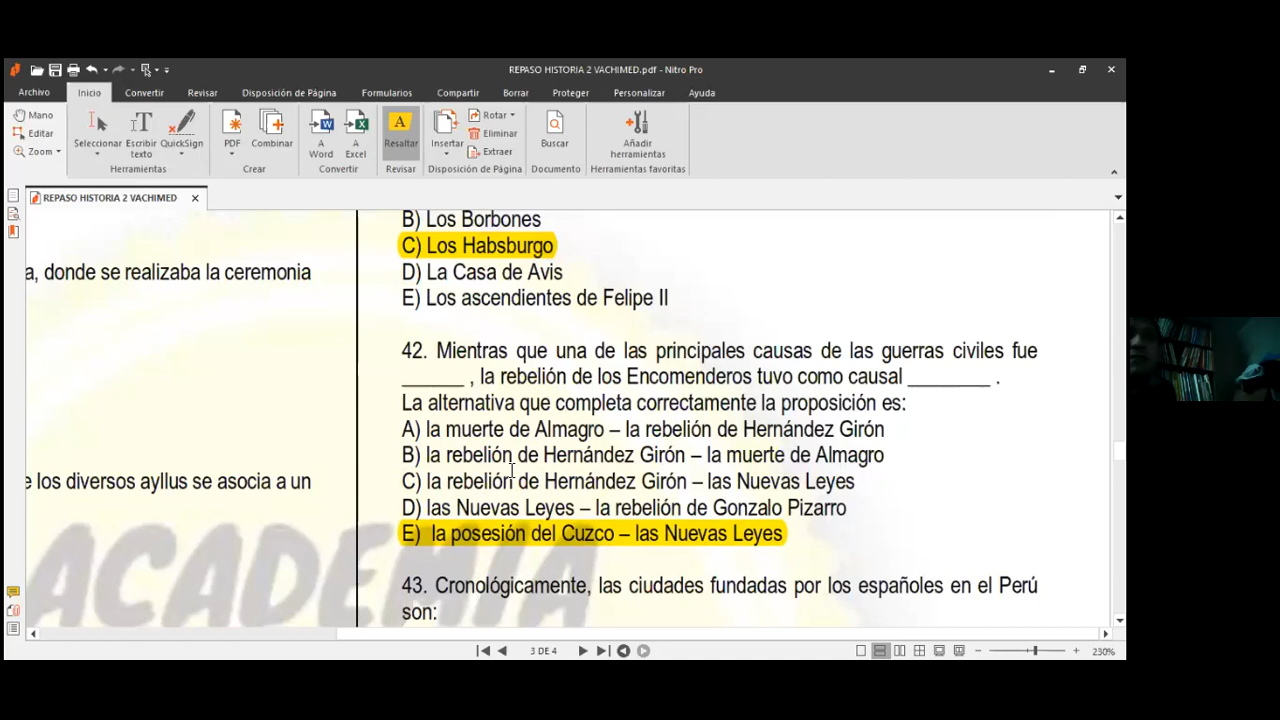 REPASO HISTORIA 2 VACHIMED.pdf - Nitro Pro
Archivo Inicio Convertir Revisar Disposición de Página Formularios Compartir Borrar Proteger Personalizar Ayuda
Mano
Editar
Zoom
Seleccionar
Escribir texto
QuickSign
Herramientas
PDF
Combinar
Crear
A Word
A Excel
Convertir
A
Resaltar
Revisar
Insertar
Rotar
Eliminar
Extraer
Disposición de Página
Buscar
Documento
Añadir herramientas
Herramientas favoritas
REPASO HISTORIA 2 VACHIMED
a, donde se realizaba la ceremonia
e los diversos ayllus se asocia a un
ACADEMIA
B) Los Borbones
C) Los Habsburgo
D) La Casa de Avis
E) Los ascendientes de Felipe II
42. Mientras que una de las principales causas de las guerras civiles fue
______ , la rebelión de los Encomenderos tuvo como causal ________ .
La alternativa que completa correctamente la proposición es:
A) la muerte de Almagro – la rebelión de Hernández Girón
B) la rebelión de Hernández Girón – la muerte de Almagro
C) la rebelión de Hernández Girón – las Nuevas Leyes
D) las Nuevas Leyes – la rebelión de Gonzalo Pizarro
E) la posesión del Cuzco – las Nuevas Leyes
43. Cronológicamente, las ciudades fundadas por los españoles en el Perú
son:
3 DE 4
230%